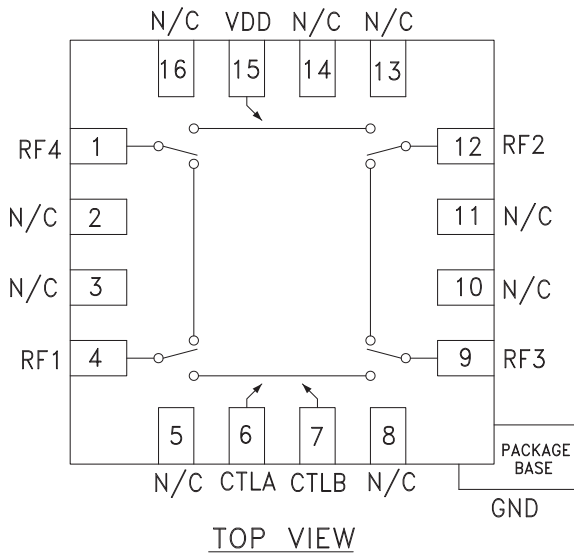 N/C VDD N/C N/C
16 15 14 13
RF4 1 12 RF2
N/C 2 11 N/C
N/C 3 10 N/C
RF1 4 9 RF3
5 6 7 8
N/C CTLA CTLB N/C
PACKAGE
BASE
GND
TOP VIEW